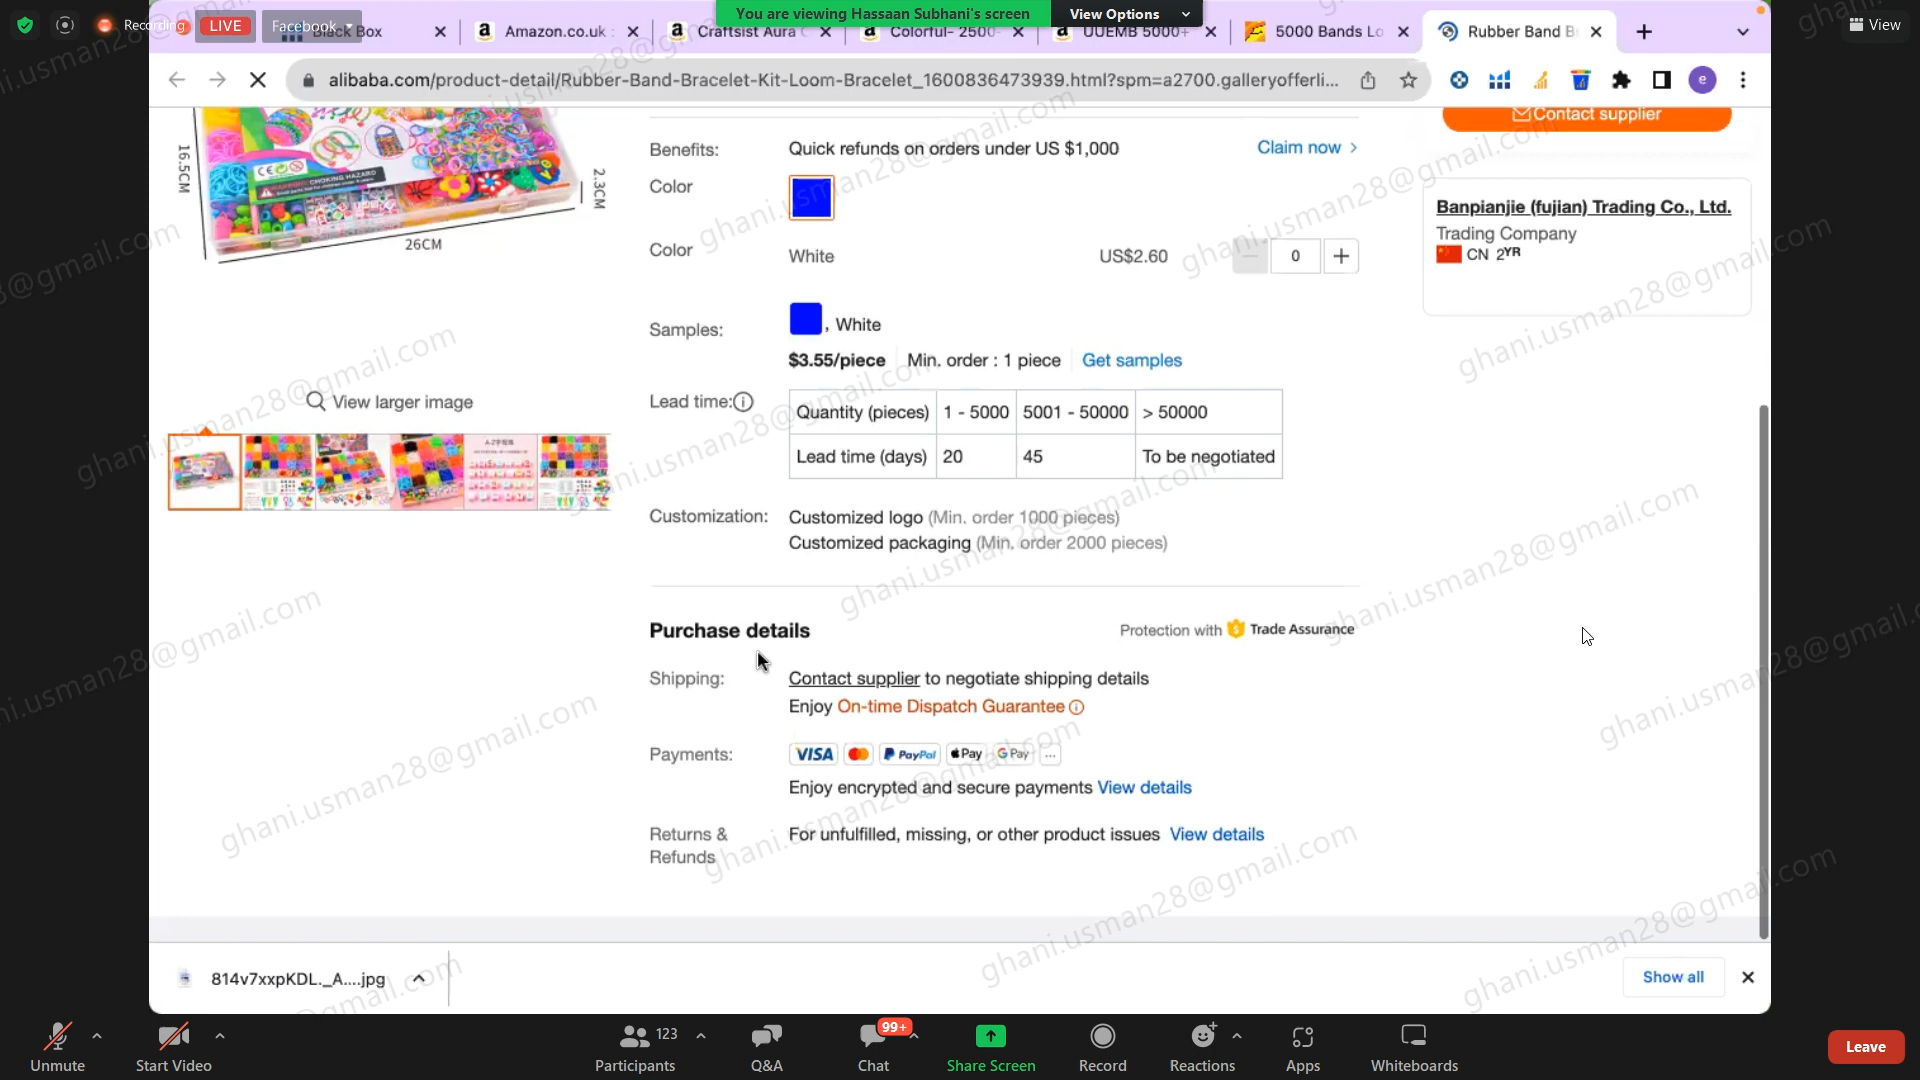 Recording
LIVE
Facebook
You are viewing Hassaan Subhani's screen
View Options
View
Black Box
Amazon.co.uk :
Craftsist Aura C
Colorful- 2500-
UUEMB 5000+
5000 Bands Lo
Rubber Band B
alibaba.com/product-detail/Rubber-Band-Bracelet-Kit-Loom-Bracelet_1600836473939.html?spm=a2700.galleryofferli...
e
Contact supplier
16.5CM
2.3CM
26CM
CHOKING HAZARD
Benefits: Quick refunds on orders under US $1,000 Claim now >
Color
Color White US$2.60 − 0 +
Samples: , White
$3.55/piece Min. order : 1 piece Get samples
Lead time:
Quantity (pieces) 1 - 5000 5001 - 50000 > 50000
Lead time (days) 20 45 To be negotiated
Customization: Customized logo (Min. order 1000 pieces)
Customized packaging (Min. order 2000 pieces)
Banpianjie (fujian) Trading Co., Ltd.
Trading Company
CN 2YR
View larger image
Purchase details
Protection with Trade Assurance
Shipping: Contact supplier to negotiate shipping details
Enjoy On-time Dispatch Guarantee
Payments: VISA PayPal Pay G Pay ...
Enjoy encrypted and secure payments View details
Returns & For unfulfilled, missing, or other product issues View details
Refunds
814v7xxpKDL._A....jpg
Show all
ghani.usman28@gmail.com
Unmute
Start Video
Participants 123
Q&A
Chat 99+
Share Screen
Record
Reactions
Apps
Whiteboards
Leave